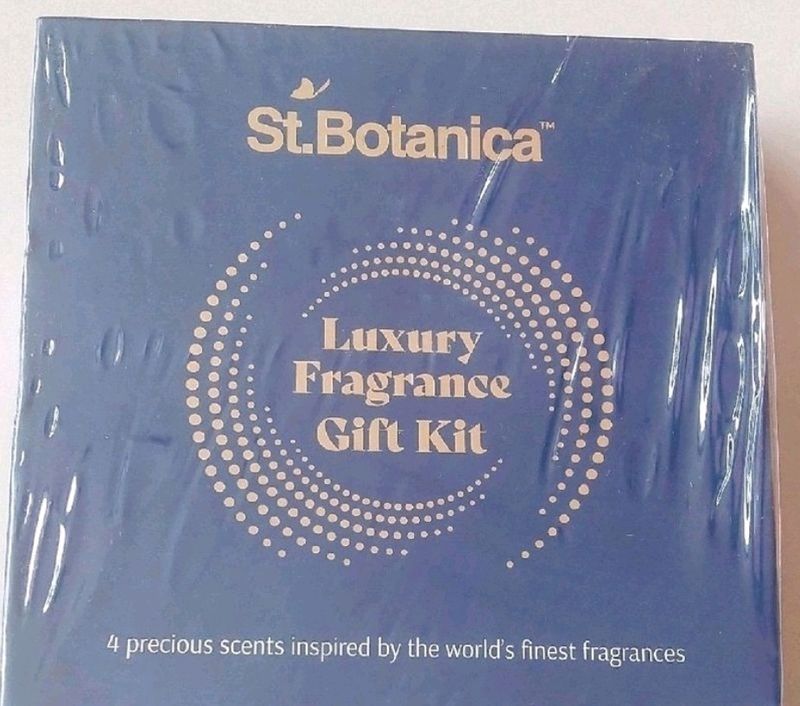 St.Botanica™
Luxury
Fragrance
Gift Kit
4 precious scents inspired by the world's finest fragrances